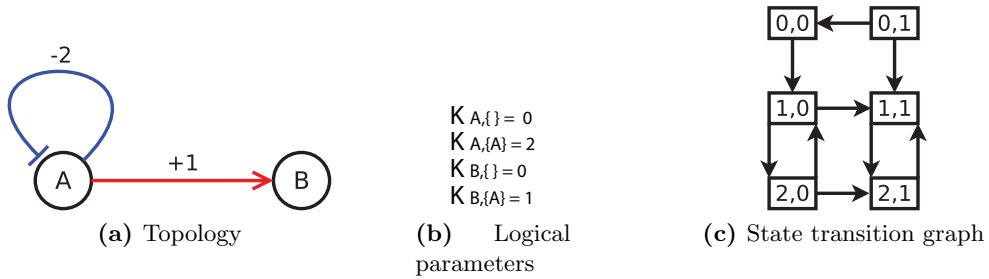 -2
A
+1
B
(a) Topology
K A,{ } = 0
K A,{A} = 2
K B,{ } = 0
K B,{A} = 1
(b) Logical
parameters
0,0 0,1
1,0 1,1
2,0 2,1
(c) State transition graph